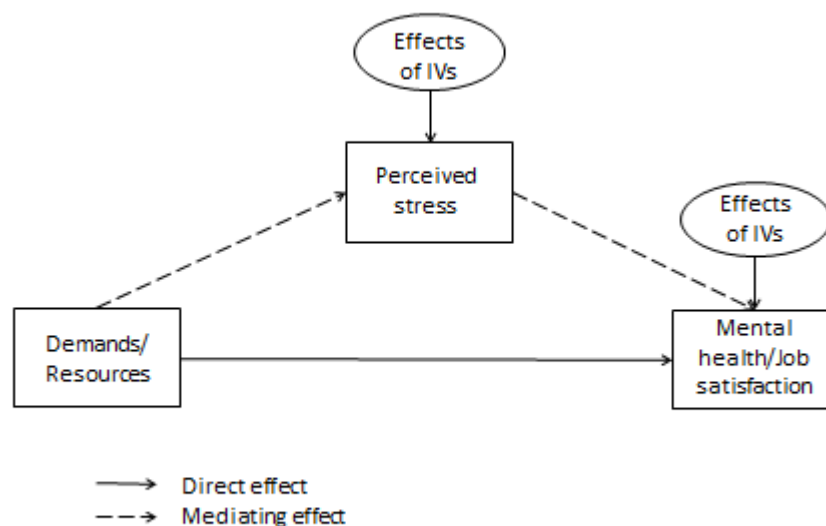 Effects
of IVs
Perceived
stress
Effects
of IVs
Demands/
Resources
Mental
health/Job
satisfaction
Direct effect
Mediating effect